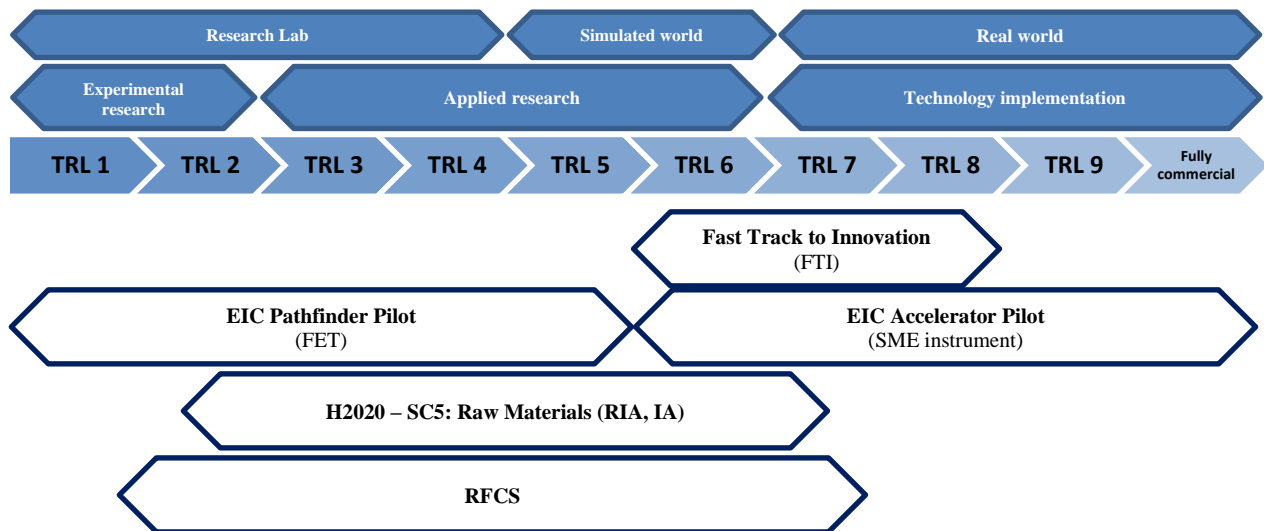 Research Lab
Simulated world
Real world
Experimental
research
Applied research
Technology implementation
TRL 1
TRL 2
TRL 3
TRL 4
TRL 5
TRL 6
TRL 7
TRL 8
TRL 9
Fully
commercial
Fast Track to Innovation
(FTI)
EIC Pathfinder Pilot
(FET)
EIC Accelerator Pilot
(SME instrument)
H2020 – SC5: Raw Materials (RIA, IA)
RFCS